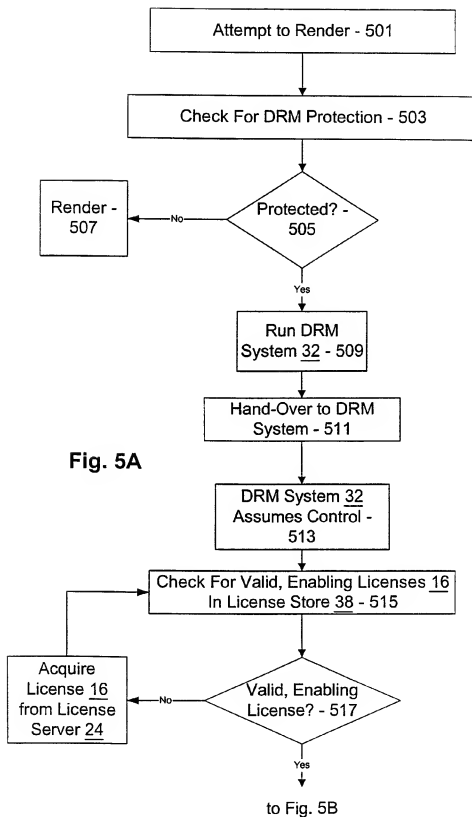 Attempt to Render - 501
Check For DRM Protection - 503
Protected? -
505
No
Render -
507
Yes
Run DRM
System 32 - 509
Hand-Over to DRM
System - 511
Fig. 5A
DRM System 32
Assumes Control -
513
Check For Valid, Enabling Licenses 16
In License Store 38 - 515
Valid, Enabling
License? - 517
No
Acquire
License 16
from License
Server 24
Yes
to Fig. 5B